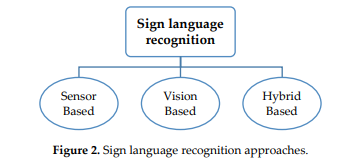 Sign language
recognition
Sensor
Based
Vision
Based
Hybrid
Based
Figure 2. Sign language recognition approaches.